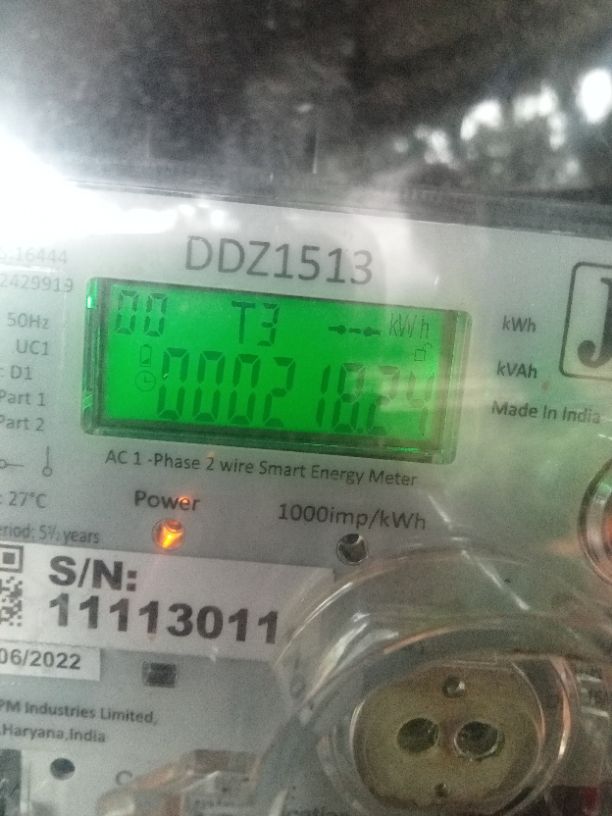 DDZ1513
16444
2429919
50Hz
UC1
: D1
Part 1
Part 2
: 27°C
00 T3 kWh
000218.24
kWh
kVAh
Made In India
AC 1 -Phase 2 wire Smart Energy Meter
Power
1000imp/kWh
eriod: 5½ years
S/N:
11113011
06/2022
PM Industries Limited,
Haryana,India